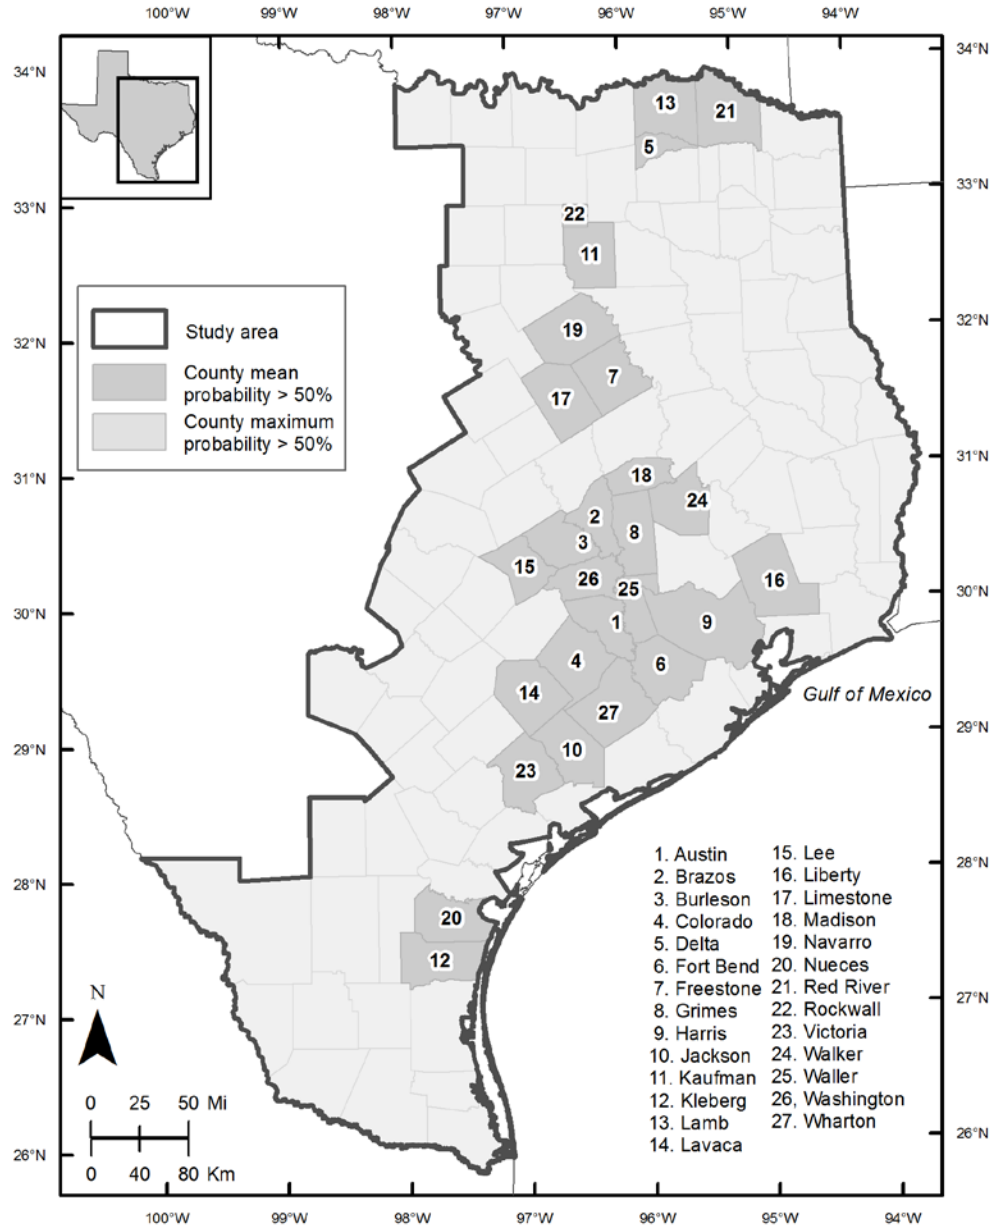 100°W 99°W 98°W 97°W 96°W 95°W 94°W
34°N 34°N
13
21
5
33°N 33°N
22
11
Study area
County mean
probability > 50%
County maximum
probability > 50%
32°N 32°N
19
7
17
31°N 31°N
18
24
2
8
3
15
26
25
16
30°N 30°N
1
9
4
6
14
27
Gulf of Mexico
29°N 29°N
10
23
28°N 28°N
20
12
1. Austin
2. Brazos
3. Burleson
4. Colorado
5. Delta
6. Fort Bend
7. Freestone
8. Grimes
9. Harris
10. Jackson
11. Kaufman
12. Kleberg
13. Lamb
14. Lavaca
15. Lee
16. Liberty
17. Limestone
18. Madison
19. Navarro
20. Nueces
21. Red River
22. Rockwall
23. Victoria
24. Walker
25. Waller
26, Washington
27. Wharton
27°N 27°N
N
0 25 50 Mi
0 40 80 Km
26°N 26°N
100°W 99°W 98°W 97°W 96°W 95°W 94°W